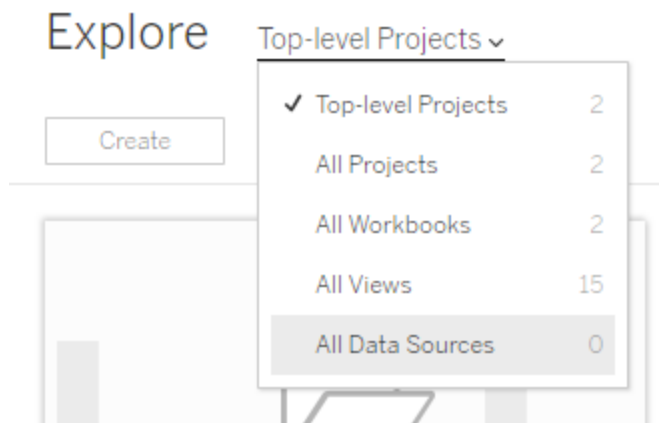 Explore Top-level Projects
Top-level Projects 2
Create
All Projects 2
All Workbooks 2
All Views 15
All Data Sources 0